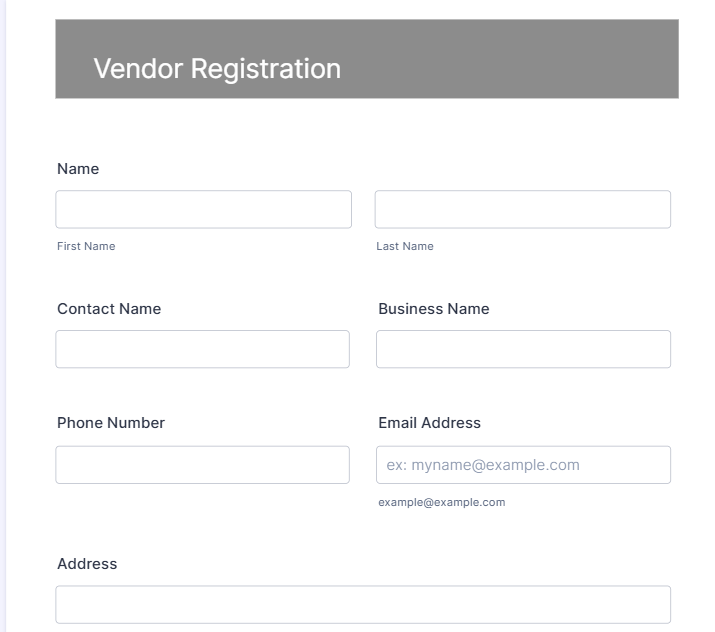 Vendor Registration
Name
First Name Last Name
Contact Name Business Name
Phone Number Email Address
ex: myname@example.com
example@example.com
Address